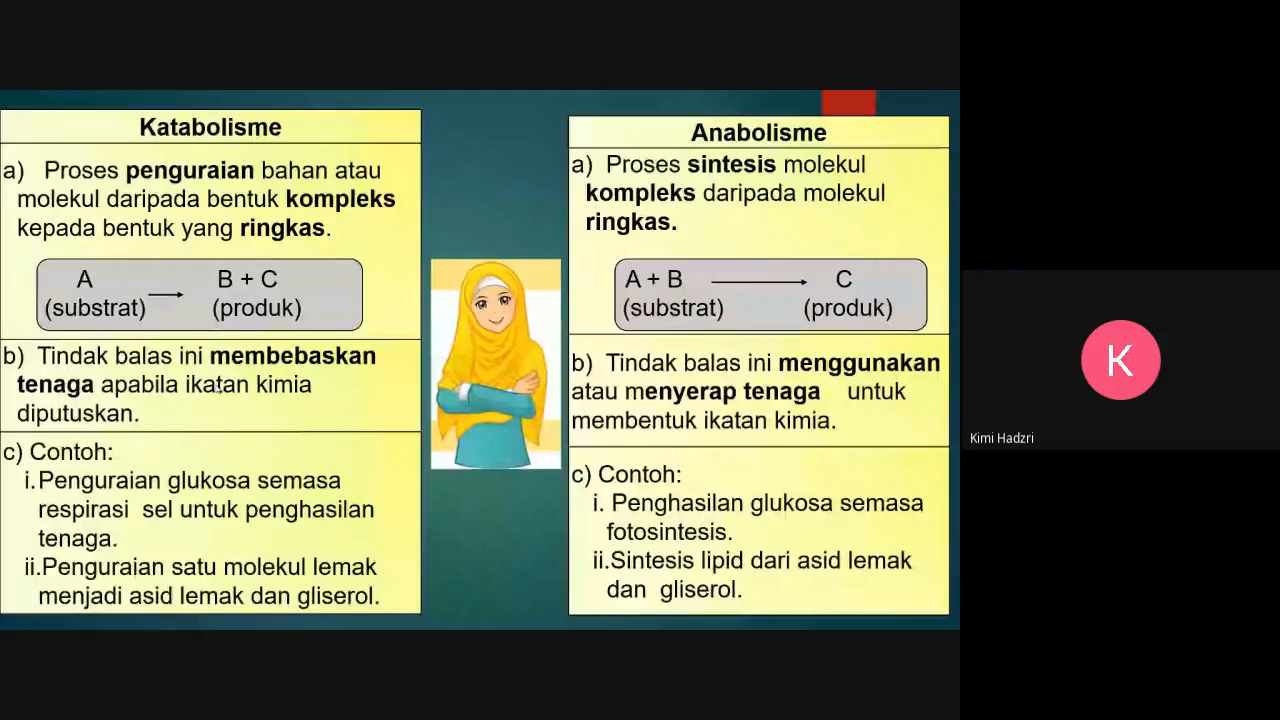 Katabolisme
a) Proses penguraian bahan atau
molekul daripada bentuk kompleks
kepada bentuk yang ringkas.
A B + C
(substrat) (produk)
b) Tindak balas ini membebaskan
tenaga apabila ikatan kimia
diputuskan.
c) Contoh:
i. Penguraian glukosa semasa
respirasi sel untuk penghasilan
tenaga.
ii. Penguraian satu molekul lemak
menjadi asid lemak dan gliserol.
Anabolisme
a) Proses sintesis molekul
kompleks daripada molekul
ringkas.
A + B C
(substrat) (produk)
b) Tindak balas ini menggunakan
atau menyerap tenaga untuk
membentuk ikatan kimia.
c) Contoh:
i. Penghasilan glukosa semasa
fotosintesis.
ii. Sintesis lipid dari asid lemak
dan gliserol.
K
Kimi Hadzri